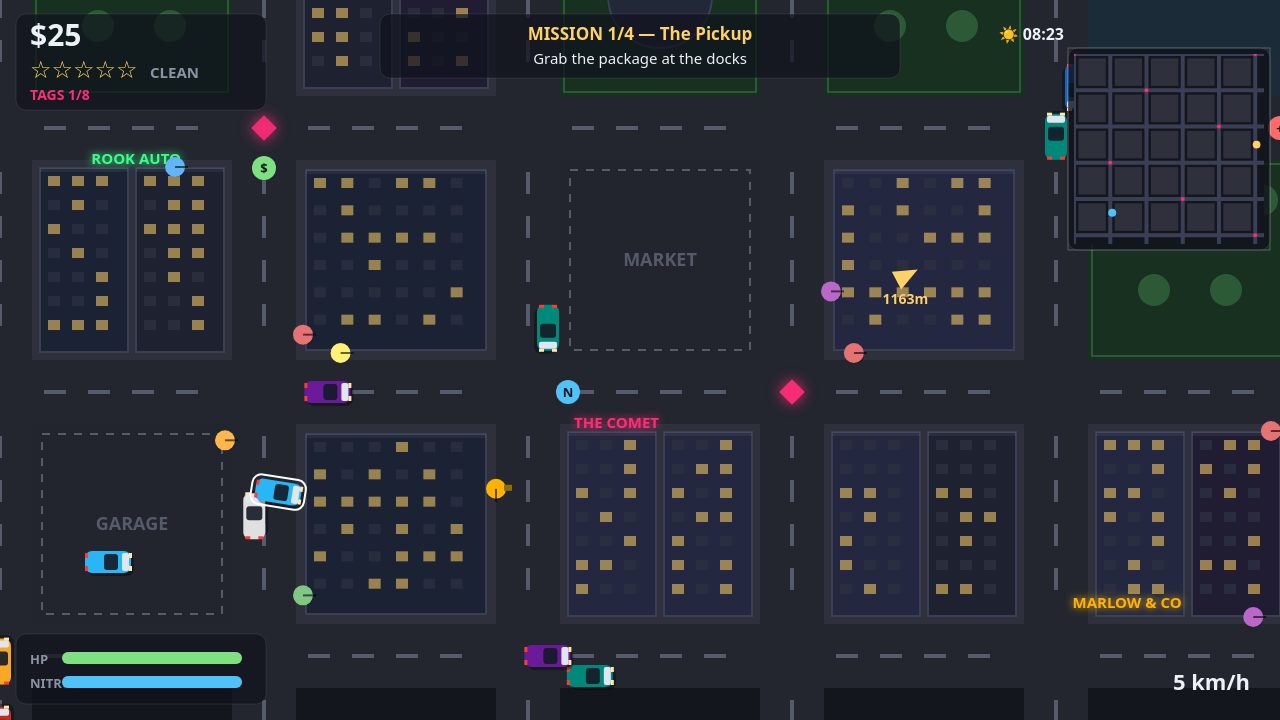 $25
☆☆☆☆☆ CLEAN
TAGS 1/8
MISSION 1/4 — The Pickup
Grab the package at the docks
☀️ 08:23
ROOK AUTO
$
MARKET
1163m
N
THE COMET
GARAGE
MARLOW & CO
HP
NITR
5 km/h